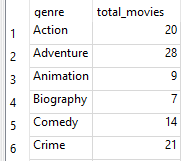 genre total_movies
1 Action 20
2 Adventure 28
3 Animation 9
4 Biography 7
5 Comedy 14
6 Crime 21